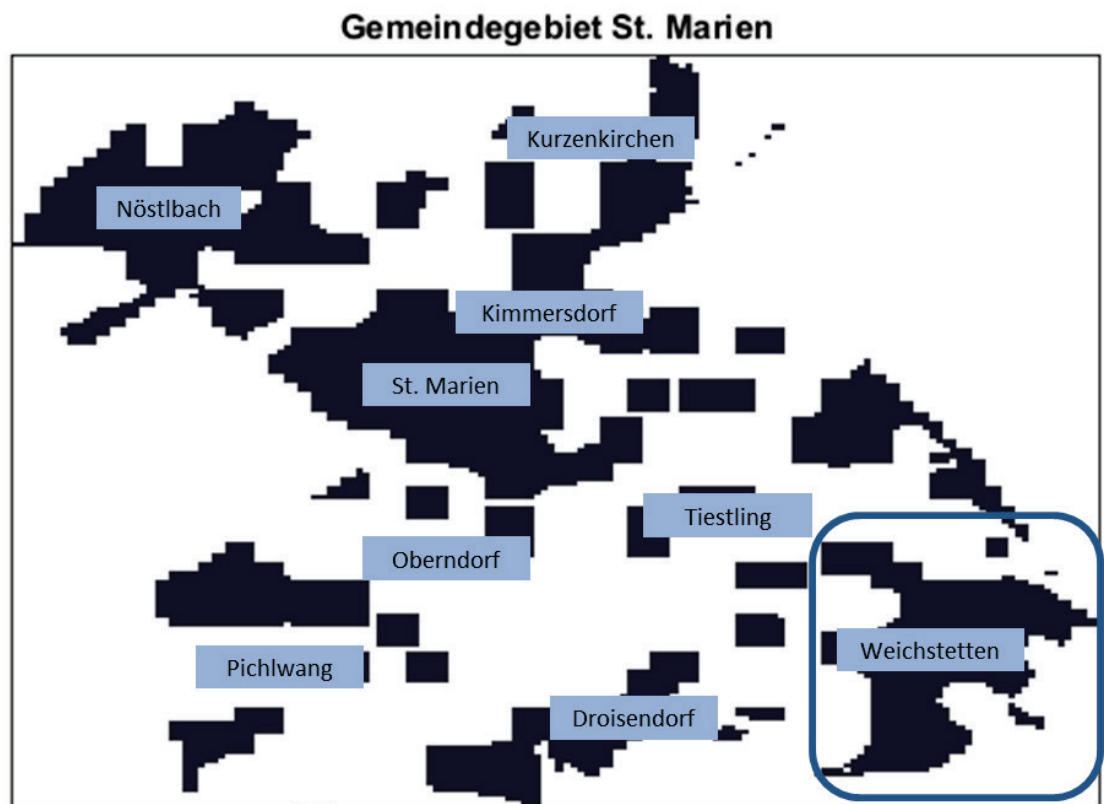 Gemeindegebiet St. Marien
Kurzenkirchen
Nöstlbach
Kimmersdorf
St. Marien
Tiestling
Oberndorf
Weichstetten
Pichlwang
Droisendorf